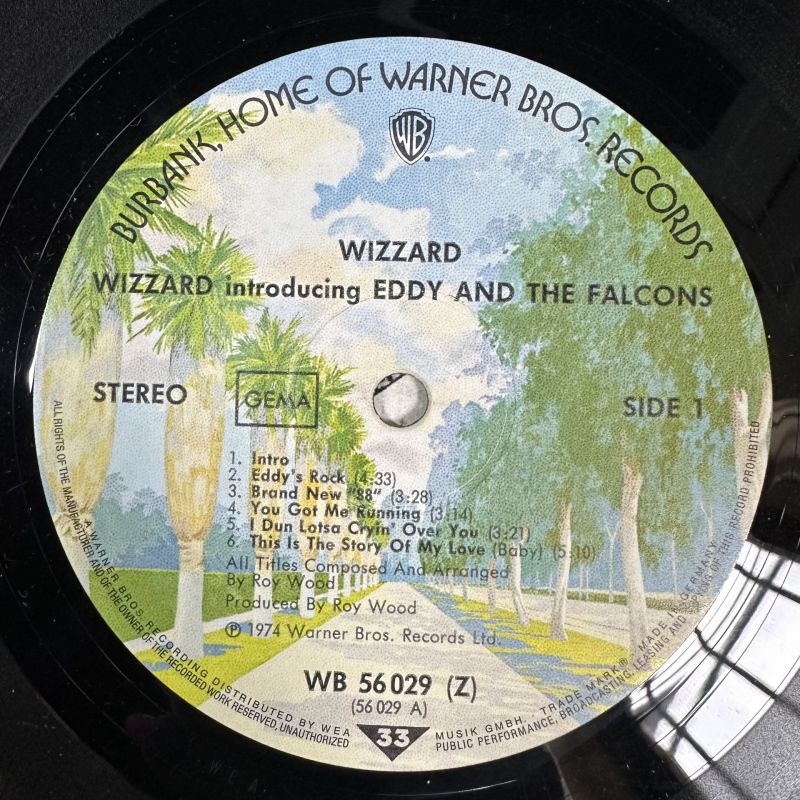 BURBANK, HOME OF WARNER BROS. RECORDS
WB
WIZZARD
WIZZARD introducing EDDY AND THE FALCONS
STEREO
GEMA
SIDE 1
1. Intro
2. Eddy's Rock (4:33)
3. Brand New "88" (3:28)
4. You Got Me Running (3:14)
5. I Dun Lotsa Cryin' Over You (3:21)
6. This Is The Story Of My Love (Baby) (5:10)
All Titles Composed And Arranged
By Roy Wood
Produced By Roy Wood
℗ 1974 Warner Bros. Records Ltd.
WB 56 029 (Z)
(56 029 A)
33
A WARNER BROS RECORDING DISTRIBUTED BY WEA MUSIK GMBH. TRADE MARK® MADE IN GERMANY
ALL RIGHTS OF THE MANUFACTURER AND OF THE OWNER OF THE RECORDED WORK RESERVED. UNAUTHORIZED PUBLIC PERFORMANCE, BROADCASTING, LEASING AND COPYING OF THIS RECORD PROHIBITED